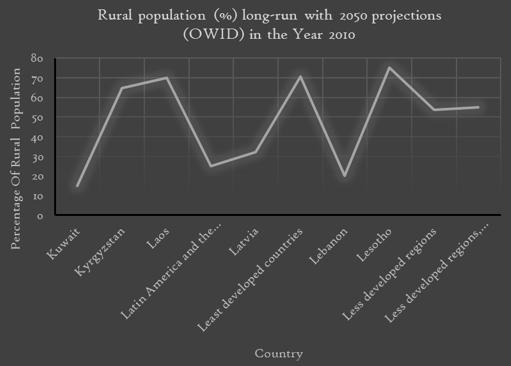 Rural population (%) long-run with 2050 projections
(OWID) in the Year 2010
Percentage Of Rural Population
80
70
60
50
40
30
20
10
0
Kuwait
Kyrgyzstan
Laos
Latin America and the...
Latvia
Least developed countries
Lebanon
Lesotho
Less developed regions
Less developed regions,...
Country